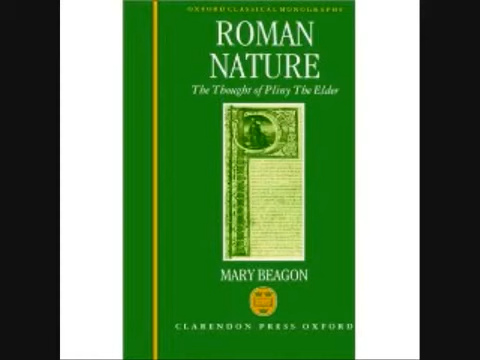 OXFORD CLASSICAL MONOGRAPHS
ROMAN
NATURE
The Thought of Pliny The Elder
MARY BEAGON
CLARENDON PRESS OXFORD